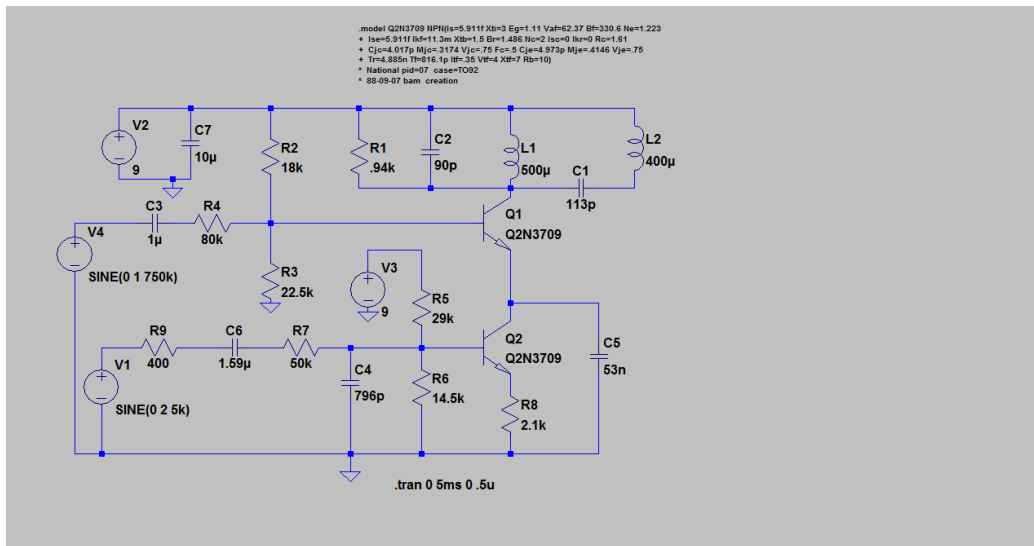 .model Q2N3709 NPN(Is=5.911f Xti=3 Eg=1.11 Vaf=62.37 Bf=330.6 Ne=1.223
+ Ise=5.911f Ikf=11.3m Xtb=1.5 Br=1.486 Nc=2 Isc=0 Ikr=0 Rc=1.61
+ Cjc=4.017p Mjc=.3174 Vjc=.75 Fc=.5 Cje=4.973p Mje=.4146 Vje=.75
+ Tr=4.885n Tf=816.1p Itf=.35 Vtf=4 Xtf=7 Rb=10)
* National pid=07 case=TO92
* 88-09-07 bam creation
V2
9
C7
10µ
R2
18k
R1
.94k
C2
90p
L1
500µ
L2
400µ
C1
113p
C3
1µ
R4
80k
V4
SINE(0 1 750k)
Q1
Q2N3709
R3
22.5k
V3
9
R5
29k
R9
400
C6
1.59µ
R7
50k
V1
SINE(0 2 5k)
C4
796p
R6
14.5k
Q2
Q2N3709
R8
2.1k
C5
53n
.tran 0 5ms 0 .5u